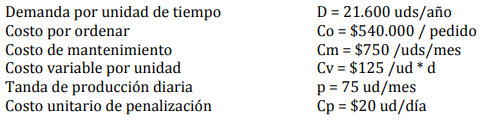 Demanda por unidad de tiempo D = 21.600 uds/año
Costo por ordenar Co = $540.000 / pedido
Costo de mantenimiento Cm = $750 /uds/mes
Costo variable por unidad Cv = $125 /ud * d
Tanda de producción diaria p = 75 ud/mes
Costo unitario de penalización Cp = $20 ud/día